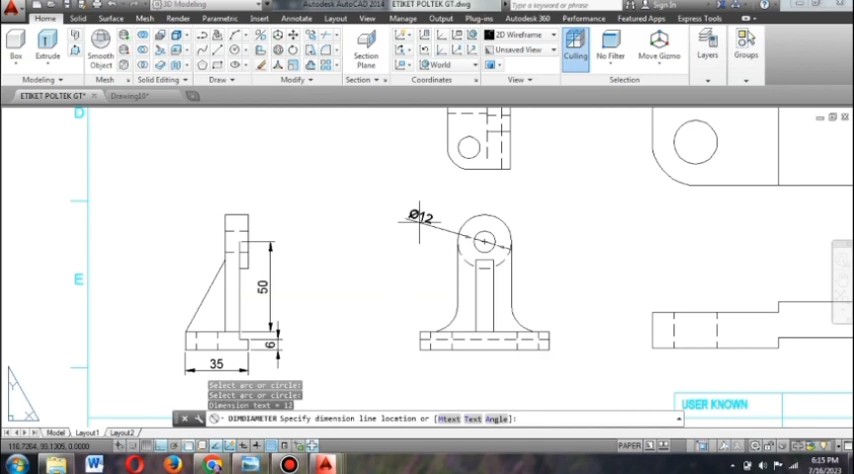 3D Modeling
Autodesk AutoCAD 2014 ETIKET POLTEK GT.dwg
Type a keyword or phrase
Sign In
Home Solid Surface Mesh Render Parametric Insert Annotate Layout View Manage Output Plug-ins Autodesk 360 Performance Featured Apps Express Tools
2D Wireframe
Unsaved View
World
Box
Extrude
Smooth Object
Section Plane
Culling
No Filter
Move Gizmo
Layers
Groups
Modeling
Mesh
Solid Editing
Draw
Modify
Section
Coordinates
View
Selection
ETIKET POLTEK GT*
Drawing10*
D
Ø12
E
50
6
35
Y
X
USER KNOWN
Select arc or circle:
Select arc or circle:
Dimension text = 12
DIMDIAMETER Specify dimension line location or [Mtext Text Angle]:
Model Layout1 Layout2
PAPER
6:15 PM
7/16/2023